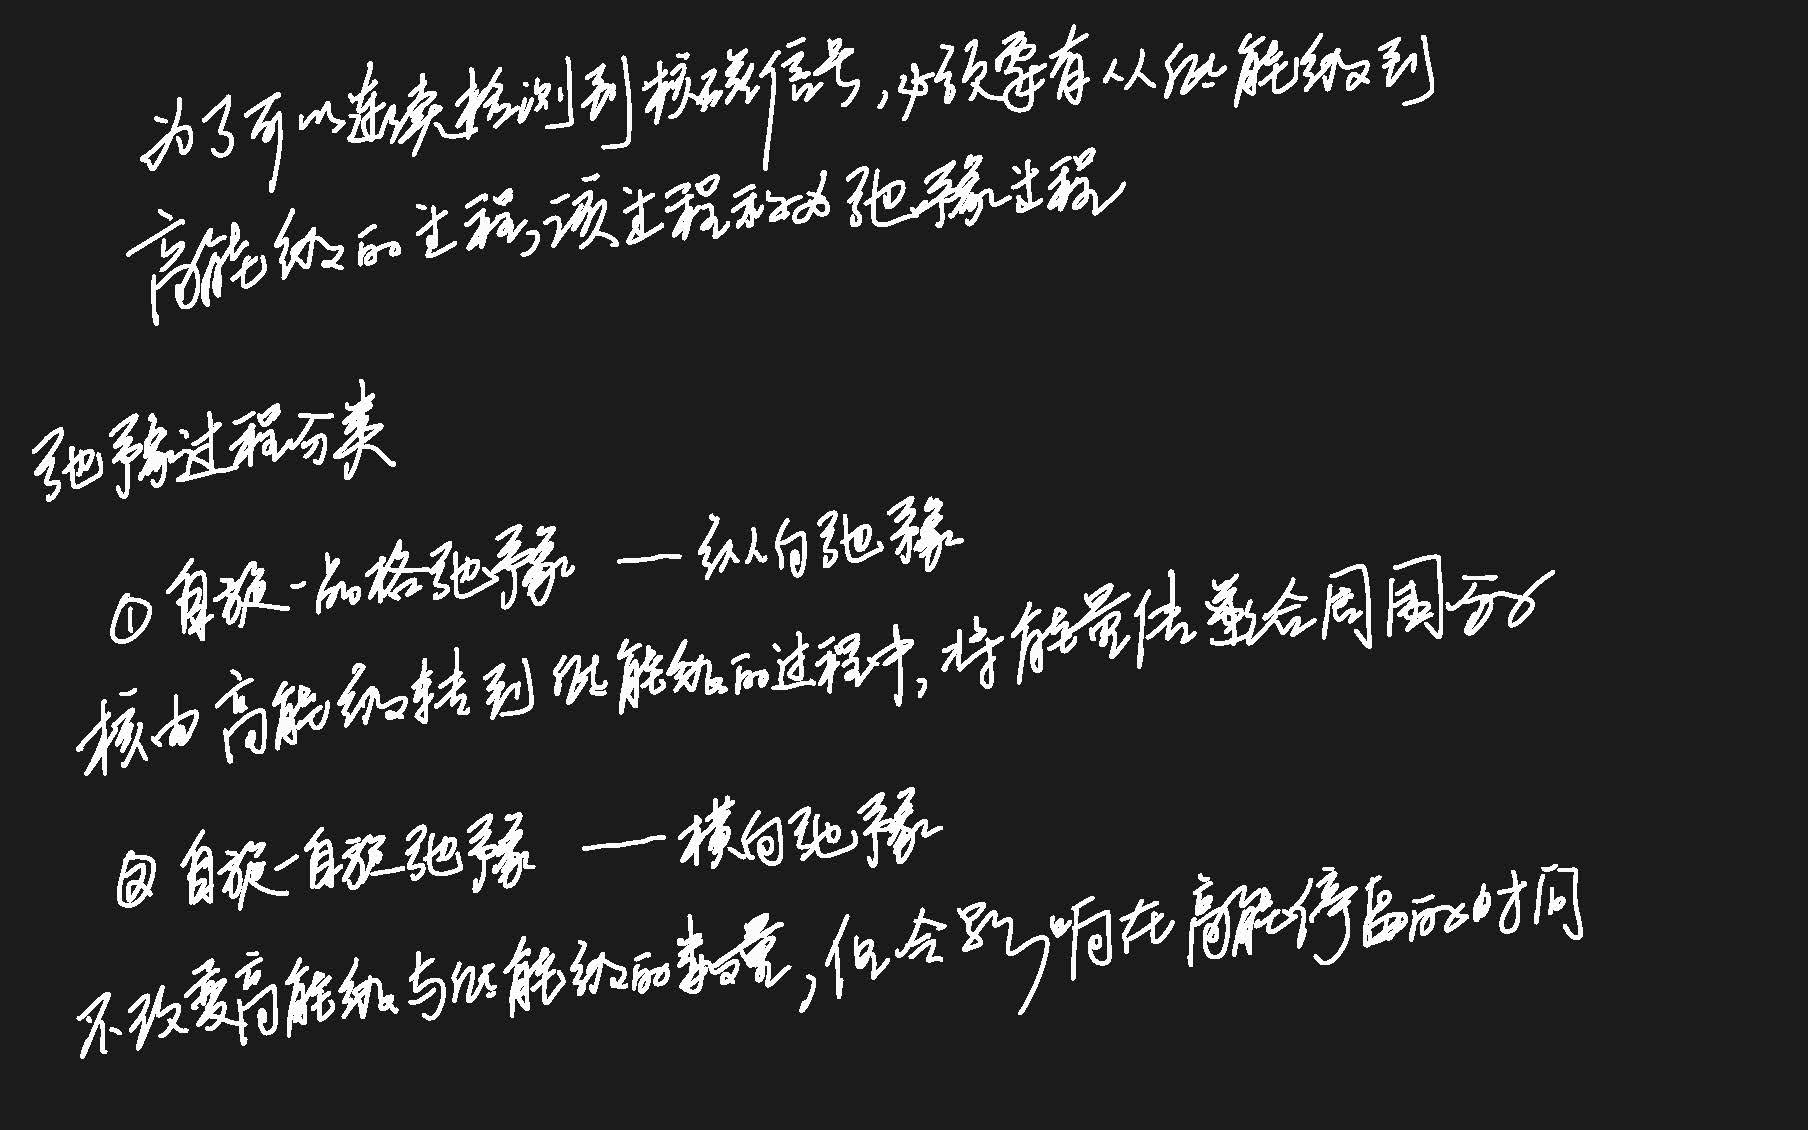 为了可以连续检测到核磁信号,必须要有从低能级到
高能级的过程,该过程称为弛豫过程
弛豫过程分类
① 自旋-晶格弛豫 — 纵向弛豫
核由高能级转到低能级的过程中,将能量传递给周围环境
② 自旋-自旋弛豫 — 横向弛豫
不改变高能级与低能级的数量,但会影响在高能停留的时间